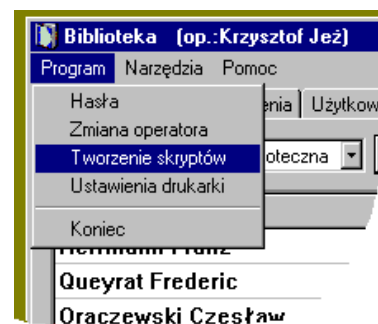 Biblioteka (op.:Krzysztof Jeż)
Program Narzędzia Pomoc
Hasła
Zmiana operatora
Tworzenie skryptów
Ustawienia drukarki
Koniec
Queyrat Frederic
Oraczewski Czesław